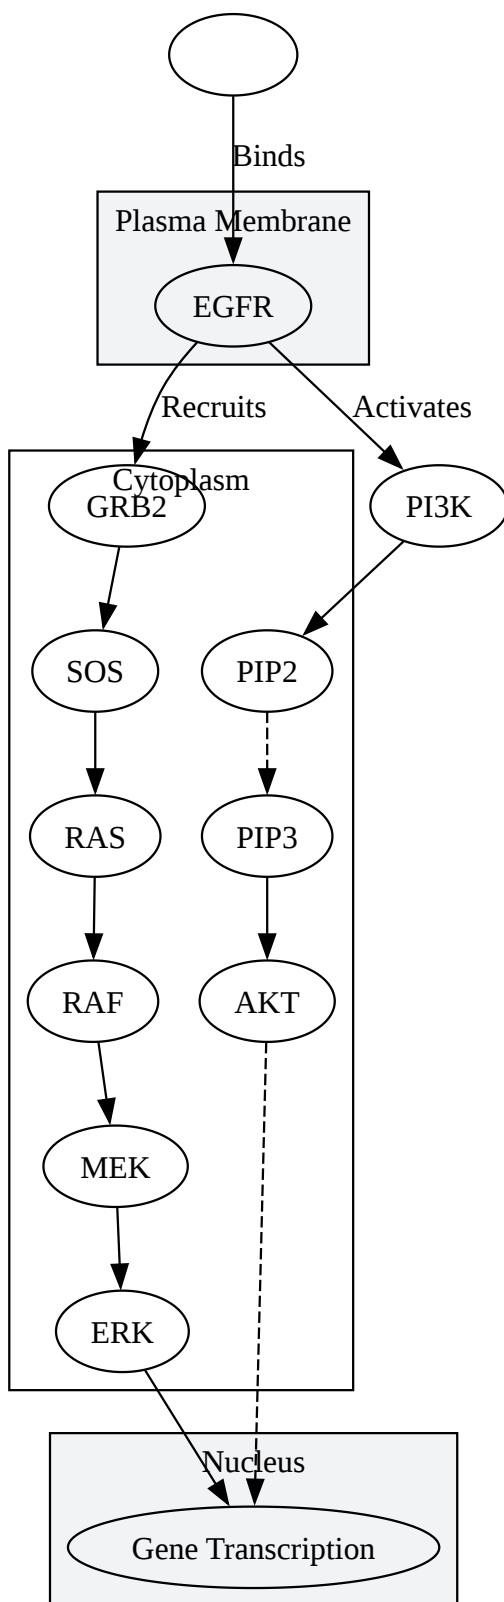 Binds
Plasma Membrane
EGFR
Recruits
Activates
Cytoplasm
GRB2
PI3K
SOS
PIP2
RAS
PIP3
RAF
AKT
MEK
ERK
Nucleus
Gene Transcription